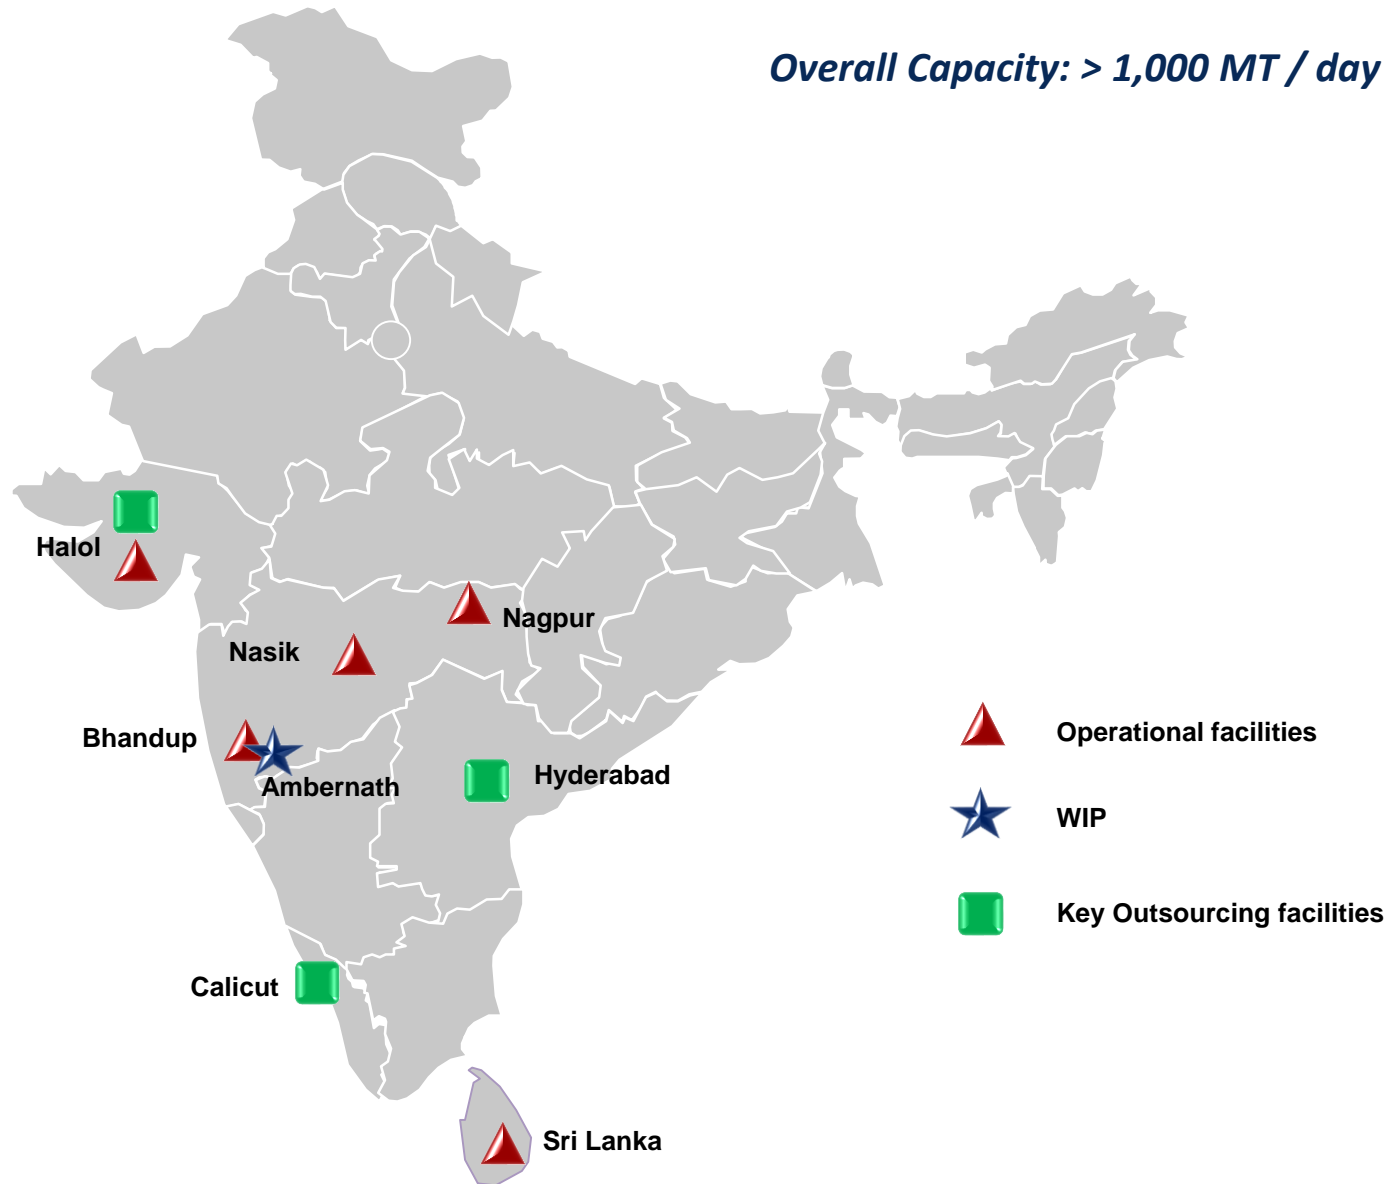 Overall Capacity: > 1,000 MT / day
Halol
Nagpur
Nasik
Bhandup
Ambernath
Hyderabad
Calicut
Sri Lanka
Operational facilities
WIP
Key Outsourcing facilities